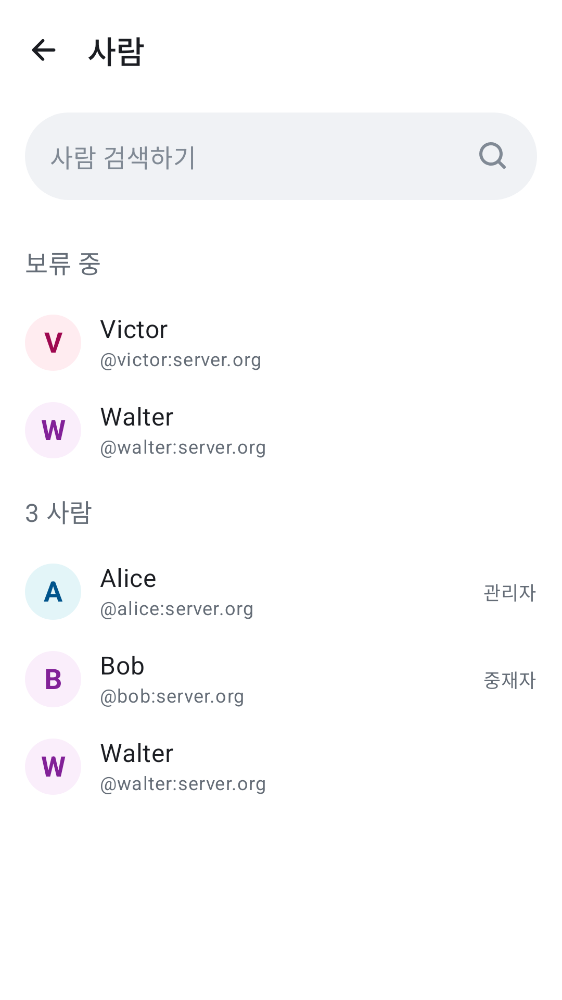 사람
사람 검색하기
보류 중
V
Victor
@victor:server.org
W
Walter
@walter:server.org
3 사람
A
Alice
@alice:server.org
관리자
B
Bob
@bob:server.org
중재자
W
Walter
@walter:server.org